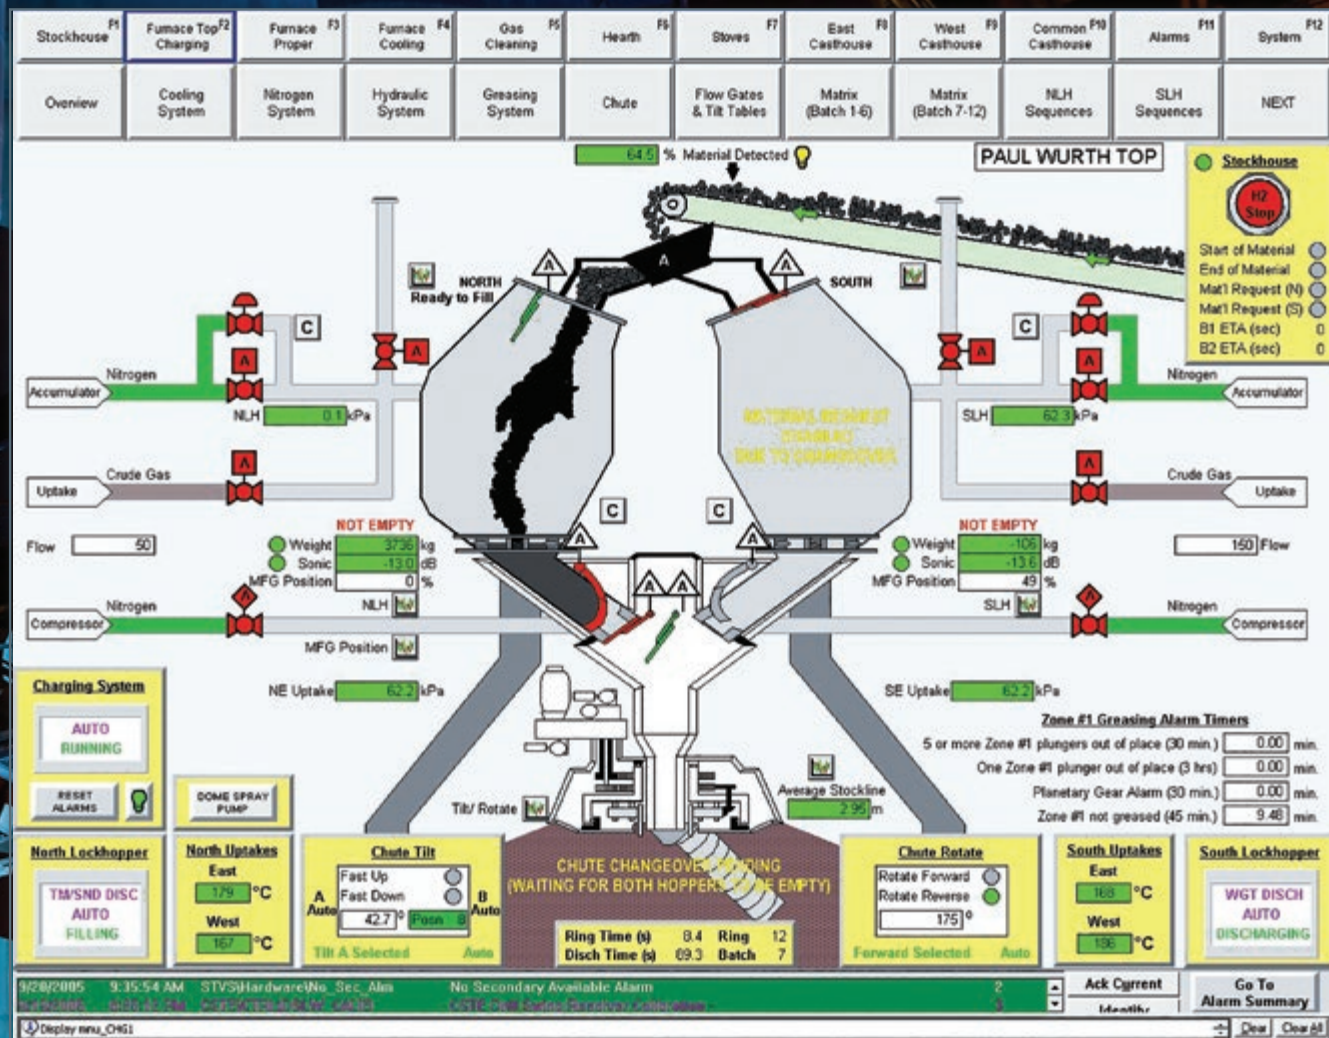 Stockhouse F1
Furnace Top F2
Charging
Furnace F3
Proper
Furnace F4
Cooling
Gas F5
Cleaning
Hearth F6
Stoves F7
East F8
Casthouse
West F9
Casthouse
Common F10
Casthouse
Alarms F11
System F12
Overview
Cooling
System
Nitrogen
System
Hydraulic
System
Greasing
System
Chute
Flow Gates
& Tilt Tables
Matrix
(Batch 1-6)
Matrix
(Batch 7-12)
NLH
Sequences
SLH
Sequences
NEXT
64.5 % Material Detected
PAUL WURTH TOP
Stockhouse
H2
Stop
Start of Material
End of Material
Mat'l Request (N)
Mat'l Request (S)
B1 ETA (sec) 0
B2 ETA (sec) 0
NORTH
Ready to Fill
SOUTH
A
A
A
A
A
C
C
A
A
Nitrogen
Accumulator
NLH 0.1 kPa
Nitrogen
Accumulator
SLH 62.3 kPa
MATERIAL REQUEST
DUE TO CHANGEOVER
A
Crude Gas
Uptake
A
Crude Gas
Uptake
C
C
Flow 50
NOT EMPTY
Weight 3736 kg
Sonic -13.0 dB
MFG Position 0 %
NLH
A
A
A
A
NOT EMPTY
Weight -106 kg
Sonic -13.6 dB
MFG Position 49 %
SLH
150 Flow
Nitrogen
Compressor
A
A
Nitrogen
Compressor
MFG Position
NE Uptake 62.2 kPa
SE Uptake 62.2 kPa
Charging System
AUTO
RUNNING
RESET
ALARMS
DOME SPRAY
PUMP
Tilt/ Rotate
Average Stockline
2.95 m
Zone #1 Greasing Alarm Timers
5 or more Zone #1 plungers out of place (30 min.) 0.00 min.
One Zone #1 plunger out of place (3 hrs) 0.00 min.
Planetary Gear Alarm (30 min.) 0.00 min.
Zone #1 not greased (45 min.) 9.48 min.
North Lockhopper
TM/SND DISC
AUTO
FILLING
North Uptakes
East
179 °C
West
167 °C
Chute Tilt
Fast Up
Fast Down
A
Auto
B
Auto
42.7 ° Posn 8
Tilt A Selected Auto
CHUTE CHANGEOVER PENDING
(WAITING FOR BOTH HOPPERS TO BE EMPTY)
Ring Time (s) 8.4 Ring 12
Disch Time (s) 69.3 Batch 7
Chute Rotate
Rotate Forward
Rotate Reverse
175 °
Forward Selected Auto
South Uptakes
East
168 °C
West
186 °C
South Lockhopper
WGT DISCH
AUTO
DISCHARGING
9/20/2005 9:35:54 AM STVS\Hardware\No_Sec_Alm No Secondary Available Alarm 2
Ack Current
Identify
Go To
Alarm Summary
Display mnu_CHG1
Clear
Clear All